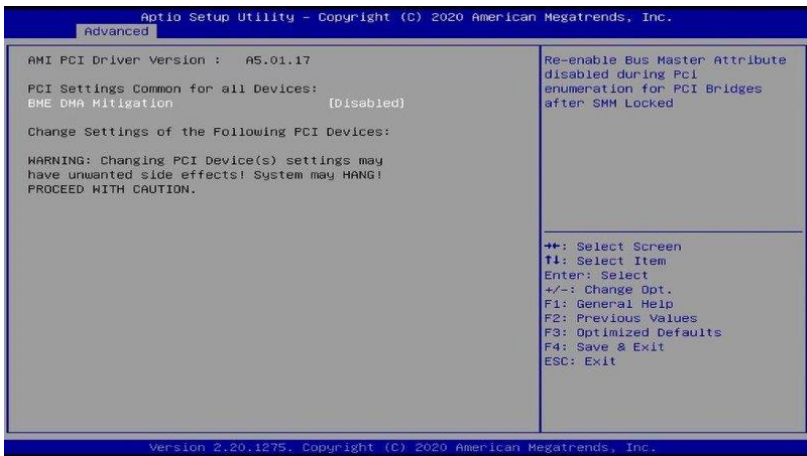 Aptio Setup Utility – Copyright (C) 2020 American Megatrends, Inc.
Advanced
AMI PCI Driver Version : A5.01.17
PCI Settings Common for all Devices:
BME DMA Mitigation [Disabled]
Change Settings of the Following PCI Devices:
WARNING: Changing PCI Device(s) settings may
have unwanted side effects! System may HANG!
PROCEED WITH CAUTION.
Re-enable Bus Master Attribute
disabled during Pci
enumeration for PCI Bridges
after SMM Locked
→←: Select Screen
↑↓: Select Item
Enter: Select
+/-: Change Opt.
F1: General Help
F2: Previous Values
F3: Optimized Defaults
F4: Save & Exit
ESC: Exit
Version 2.20.1275. Copyright (C) 2020 American Megatrends, Inc.